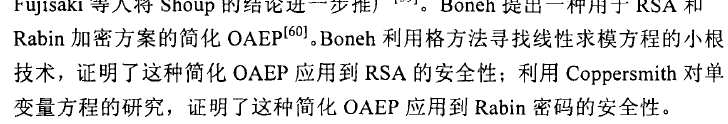 Fujisaki 等人将 Shoup 的结论进一步推广。Boneh 提出一种用于 RSA 和
Rabin 加密方案的简化 OAEP[60]。Boneh 利用格方法寻找线性求模方程的小根
技术，证明了这种简化 OAEP 应用到 RSA 的安全性；利用 Coppersmith 对单
变量方程的研究，证明了这种简化 OAEP 应用到 Rabin 密码的安全性。